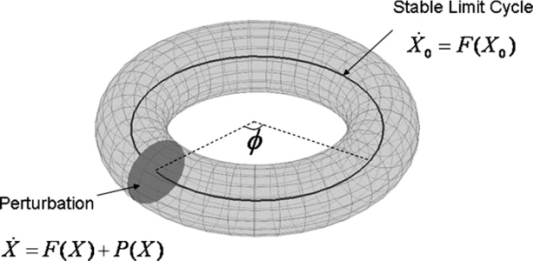 Stable Limit Cycle
Ẋ₀ = F(X₀)
ϕ
Perturbation
Ẋ = F(X) + P(X)